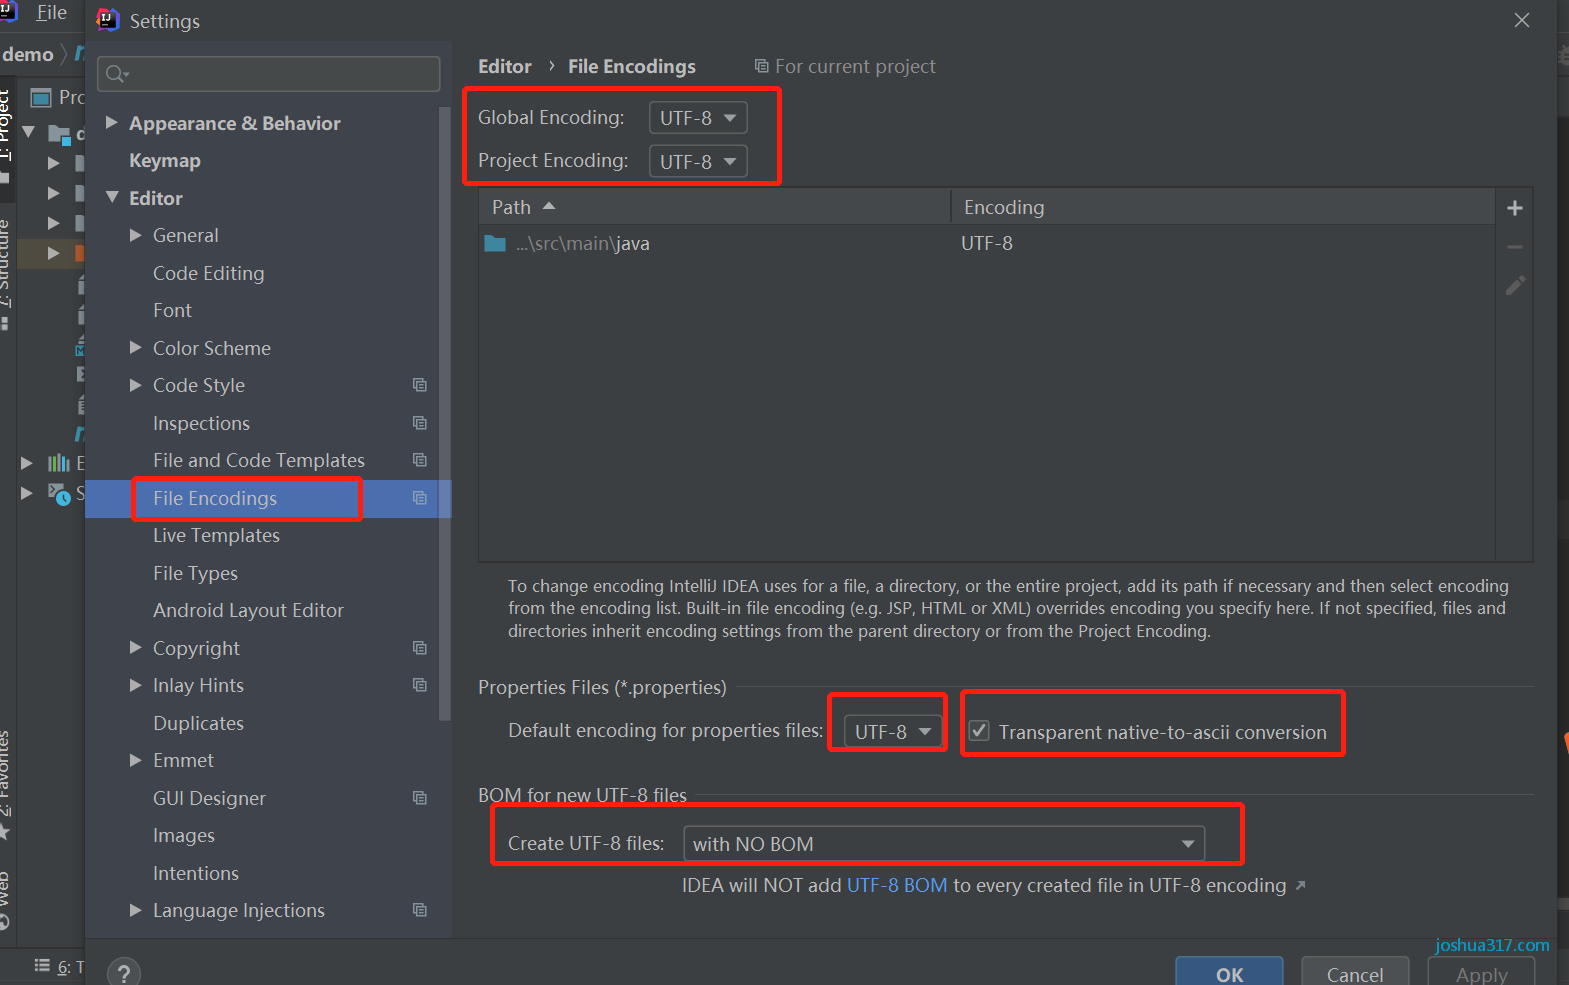 File
Settings
demo
Editor › File Encodings
For current project
1: Project
7: Structure
2: Favorites
Web
Appearance & Behavior
Keymap
Editor
General
Code Editing
Font
Color Scheme
Code Style
Inspections
File and Code Templates
File Encodings
Live Templates
File Types
Android Layout Editor
Copyright
Inlay Hints
Duplicates
Emmet
GUI Designer
Images
Intentions
Language Injections
Global Encoding: UTF-8
Project Encoding: UTF-8
Path Encoding
...\src\main\java UTF-8
To change encoding IntelliJ IDEA uses for a file, a directory, or the entire project, add its path if necessary and then select encoding
from the encoding list. Built-in file encoding (e.g. JSP, HTML or XML) overrides encoding you specify here. If not specified, files and
directories inherit encoding settings from the parent directory or from the Project Encoding.
Properties Files (*.properties)
Default encoding for properties files: UTF-8 Transparent native-to-ascii conversion
BOM for new UTF-8 files
Create UTF-8 files: with NO BOM
IDEA will NOT add UTF-8 BOM to every created file in UTF-8 encoding
joshua317.com
6: T
?
OK Cancel Apply